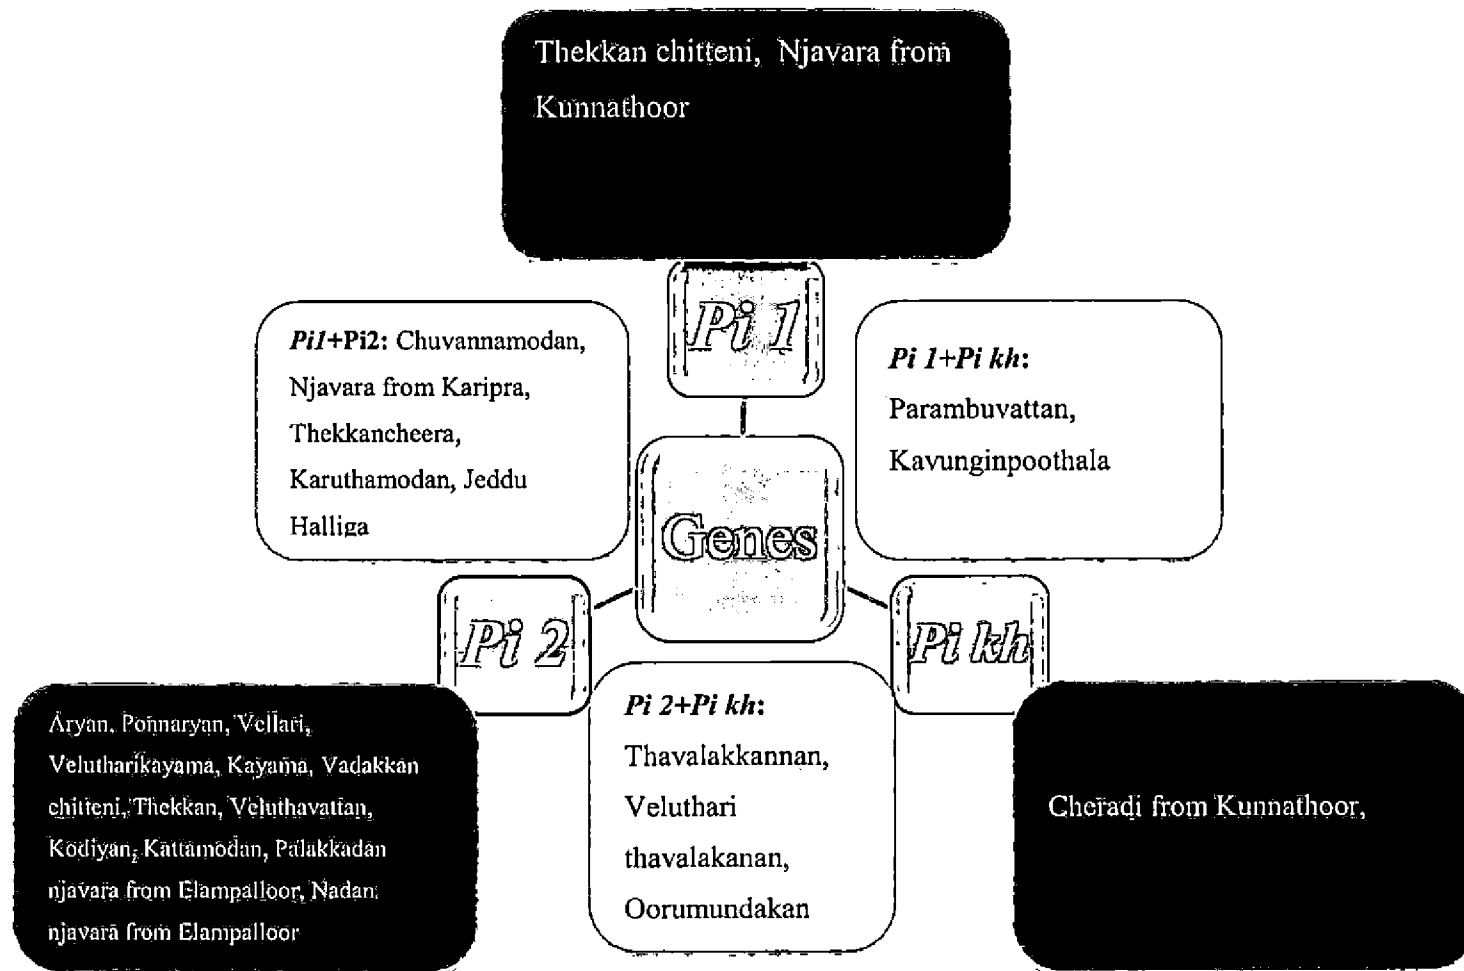 Thekkan chitteni, Njavara from
Kunnathoor
Pi 1
Pi1+Pi2: Chuvannamodan,
Njavara from Karipra,
Thekkancheera,
Karuthamodan, Jeddu
Halliga
Pi 1+Pi kh:
Parambuvattan,
Kavunginpoothala
Genes
Pi 2
Pi kh
Aryan, Ponnaryan, Vellari,
Velutharikayama, Kayama, Vadakkan
chitteni, Thekkan, Veluthavattan,
Kodiyan, Kattamodan, Palakkadan
njavara from Elampalloor, Nadan
njavara from Elampalloor
Pi 2+Pi kh:
Thavalakkannan,
Veluthari
thavalakanan,
Oorumundakan
Cheradi from Kunnathoor,